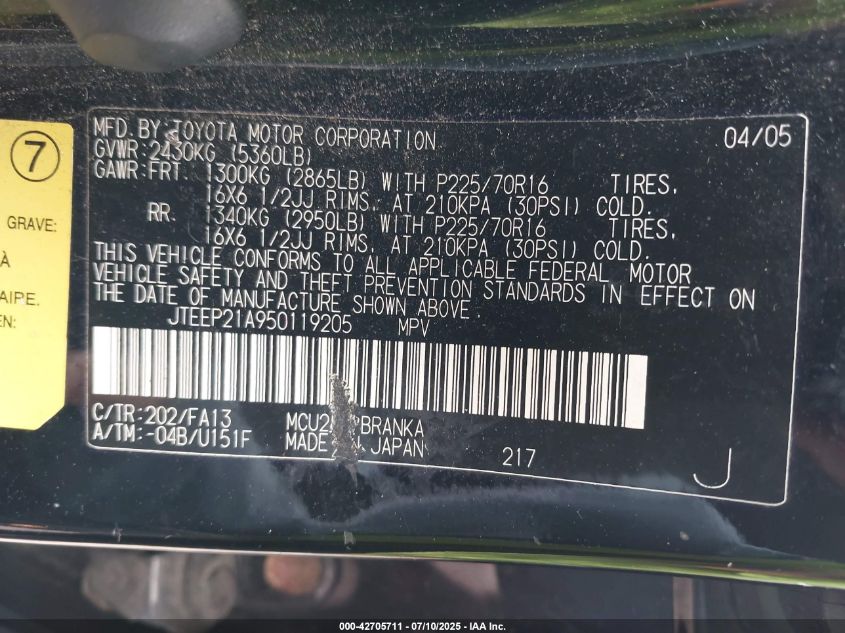 7
GRAVE:
À
AIRE.
EN:
MFD.BY:TOYOTA MOTOR CORPORATION 04/05
GVWR:2430KG (5360LB)
GAWR:FRT. 1300KG (2865LB) WITH P225/70R16 TIRES,
16X6 1/2JJ RIMS, AT 210KPA (30PSI) COLD.
RR. 1340KG (2950LB) WITH P225/70R16 TIRES,
16X6 1/2JJ RIMS, AT 210KPA (30PSI) COLD.
THIS VEHICLE CONFORMS TO ALL APPLICABLE FEDERAL MOTOR
VEHICLE SAFETY AND THEFT PREVENTION STANDARDS IN EFFECT ON
THE DATE OF MANUFACTURE SHOWN ABOVE.
JTEEP21A950119205 MPV
C/TR:202/FA13 BRANKA
A/TM:-04B/U151F MADE JAPAN 217
J
000-42705711 - 07/10/2025 - IAA Inc.